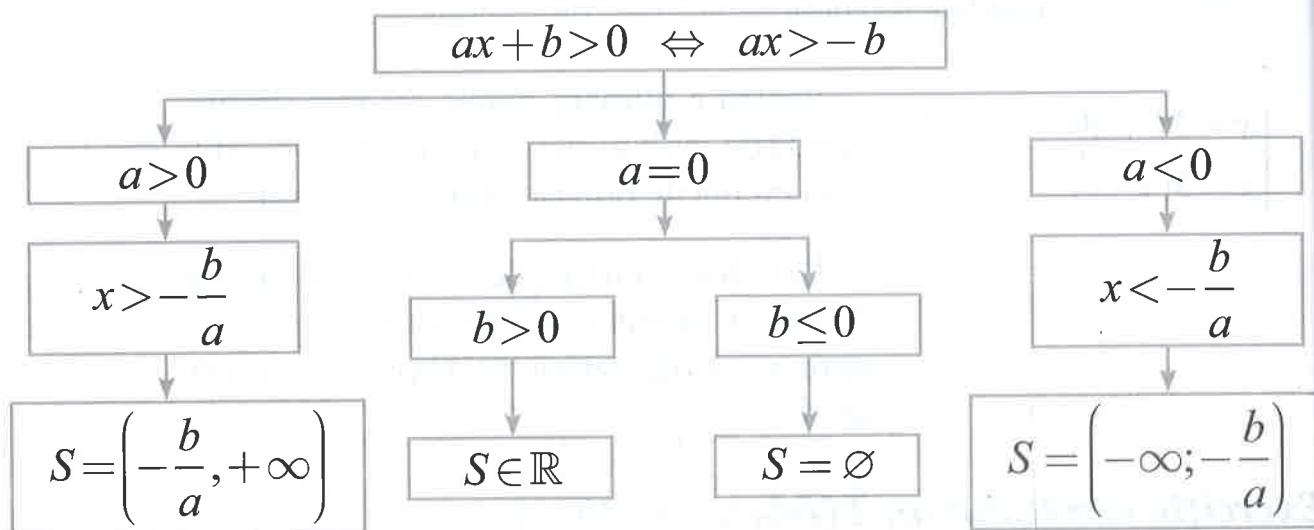 ax+b>0 ⇔ ax>−b
a>0
a=0
a<0
x>−b/a
b>0
b≤0
x<−b/a
S=(−b/a,+∞)
S∈ℝ
S=∅
S=(−∞;−b/a)